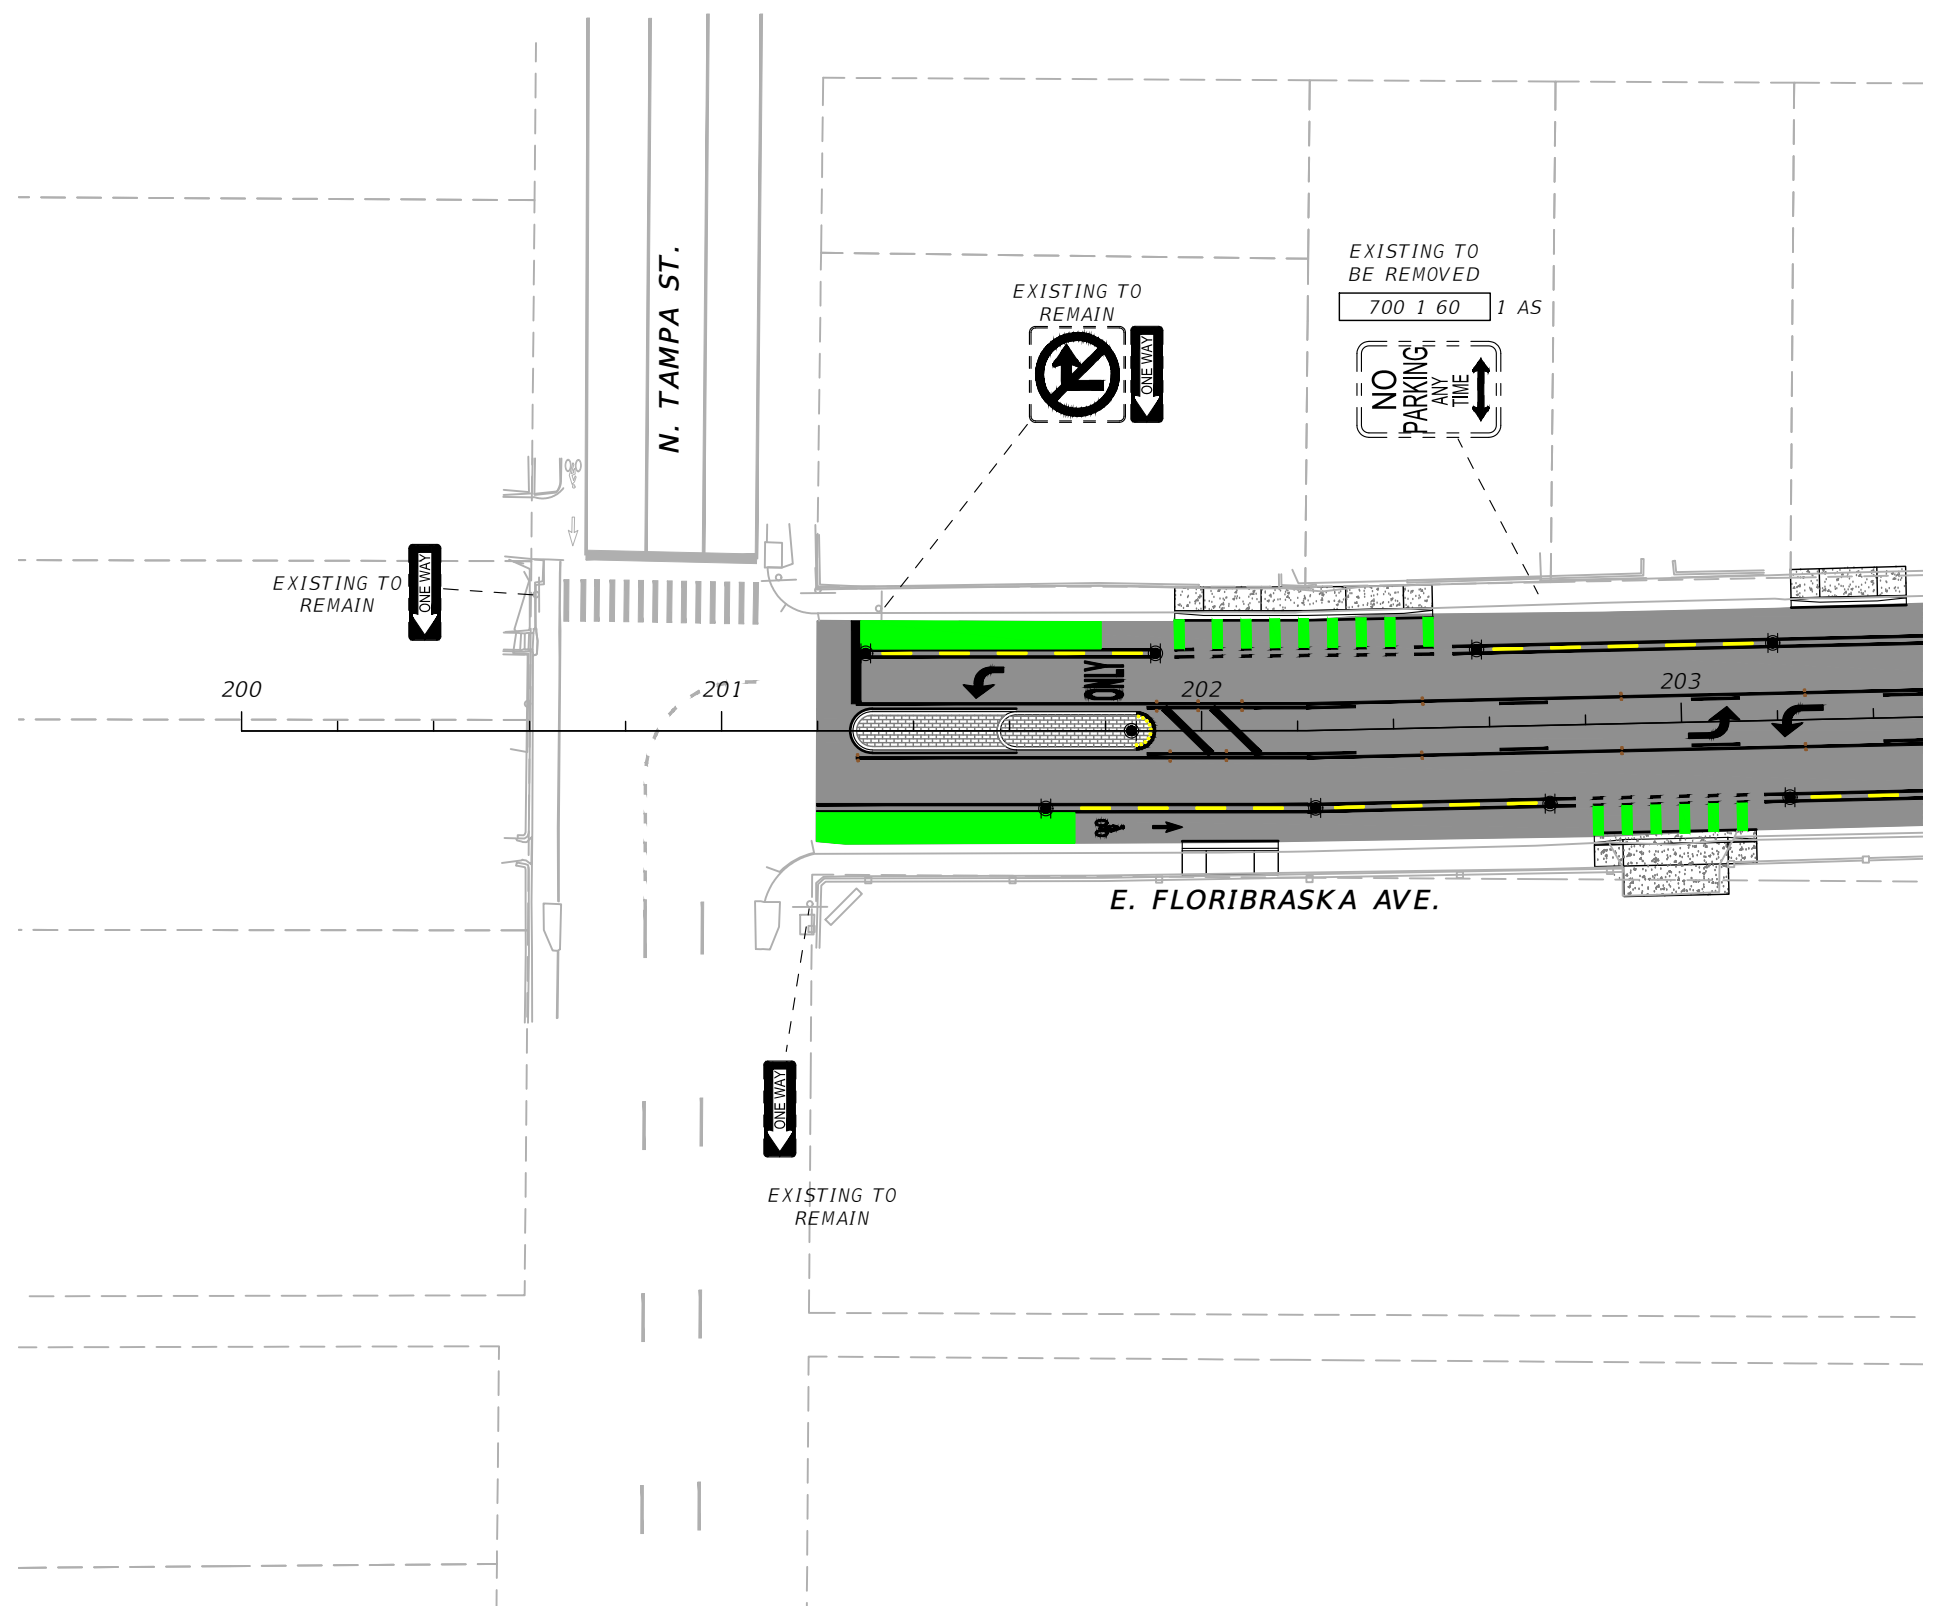 N. TAMPA ST.
EXISTING TO
REMAIN
ONE WAY
EXISTING TO
BE REMOVED
700 1 60 1 AS
NO
PARKING
ANY
TIME
EXISTING TO
REMAIN
ONE WAY
200
201
202
203
ONLY
E. FLORIBRASKA AVE.
ONE WAY
EXISTING TO
REMAIN